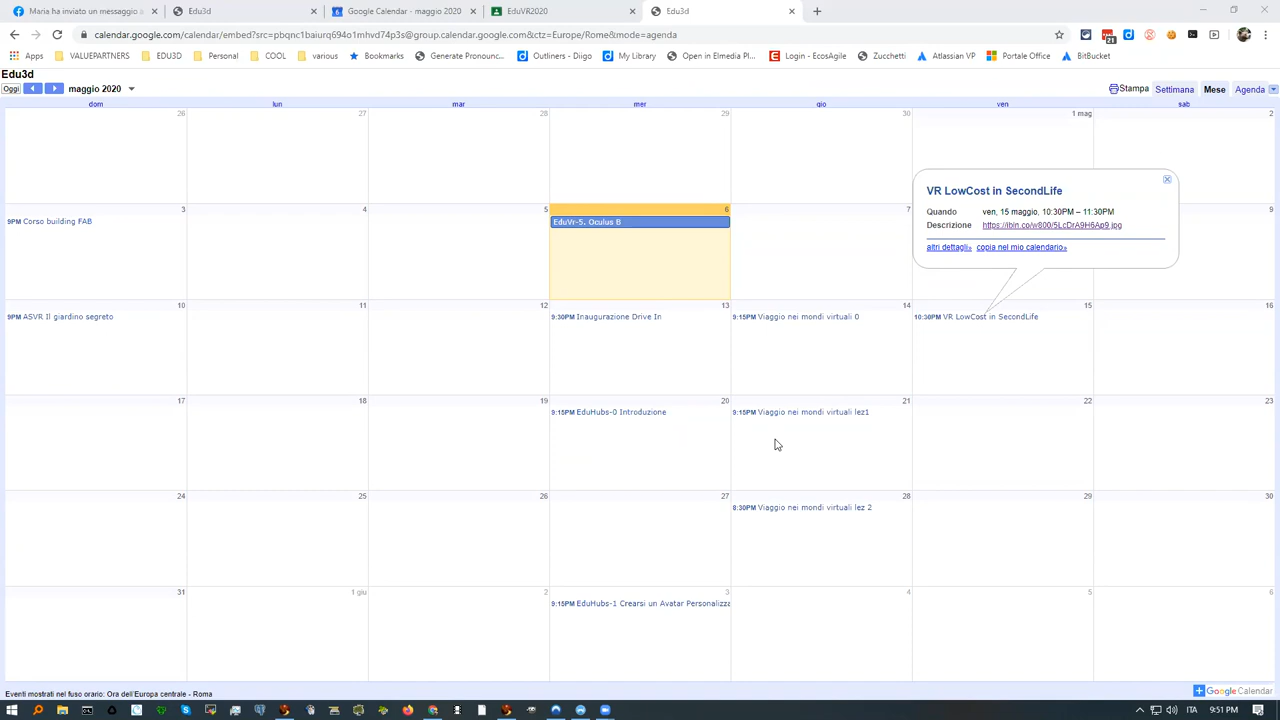 Maria ha inviato un messaggio a
Edu3d
Google Calendar - maggio 2020
EduVR2020
Edu3d
calendar.google.com/calendar/embed?src=pbqnc1baiurq694o1mhvd74p3s@group.calendar.google.com&ctz=Europe/Rome&mode=agenda
21
Apps VALUEPARTNERS EDU3D Personal COOL various Bookmarks Generate Pronounc... Outliners - Diigo My Library Open in Elmedia Pl... Login - EcosAgile Zucchetti Atlassian VP Portale Office BitBucket
Edu3d
Oggi maggio 2020 Stampa Settimana Mese Agenda
dom lun mar mer gio ven sab
26 27 28 29 30 1 mag 2
VR LowCost in SecondLife
Quando ven, 15 maggio, 10:30PM – 11:30PM
Descrizione https://ibin.co/w800/5LcDrA9H6Ap9.jpg
altri dettagli» copia nel mio calendario»
3 4 5 6 7 9
9PM Corso building FAB
EduVr-5. Oculus B
10 11 12 13 14 15 16
9PM ASVR Il giardino segreto
9:30PM Inaugurazione Drive In
9:15PM Viaggio nei mondi virtuali 0
10:30PM VR LowCost in SecondLife
17 18 19 20 21 22 23
9:15PM EduHubs-0 Introduzione
9:15PM Viaggio nei mondi virtuali lez1
24 25 26 27 28 29 30
8:30PM Viaggio nei mondi virtuali lez 2
31 1 giu 2 3 4 5 6
9:15PM EduHubs-1 Crearsi un Avatar Personalizza
Eventi mostrati nel fuso orario: Ora dell'Europa centrale - Roma
Google Calendar
ITA 9:51 PM